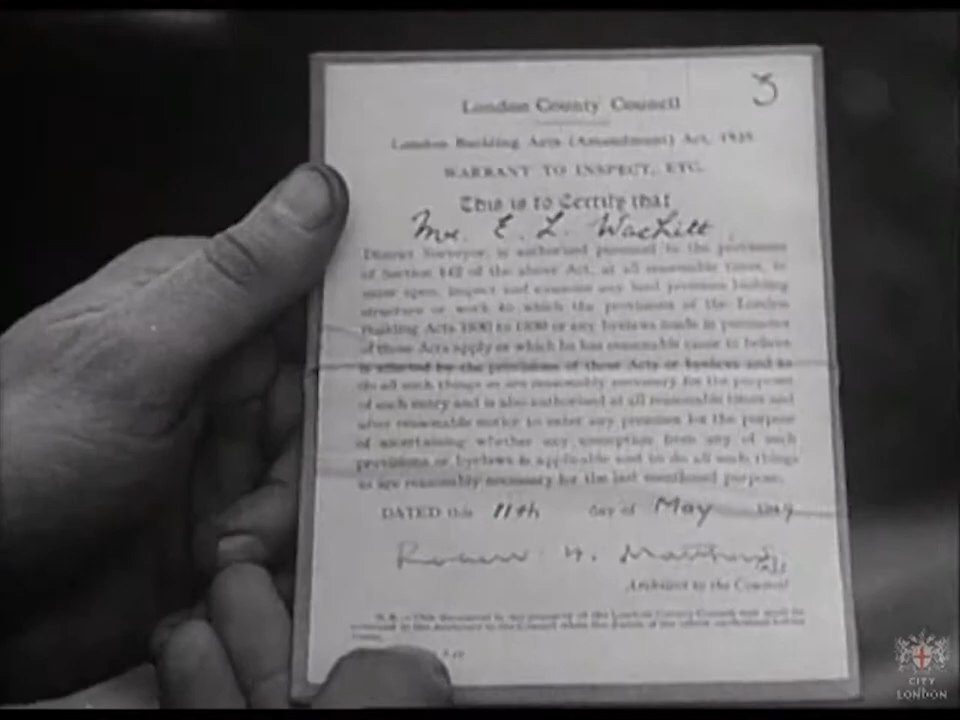 3
London County Council
London Building Acts (Amendment) Act, 1939
WARRANT TO INSPECT, ETC.
This is to Certify that
Mr. E. L. Wackett
District Surveyor, is authorised pursuant to the provisions
of Section 142 of the above Act, at all reasonable times, to
enter upon, inspect and examine any land premises building
structure or work to which the provisions of the London
Building Acts 1930 to 1939 or any byelaws made in pursuance
of those Acts apply or which he has reasonable cause to believe
is affected by the provisions of those Acts or byelaws and to
do all such things as are reasonably necessary for the purposes
of such entry and is also authorised at all reasonable times and
after reasonable notice to enter any premises for the purpose
of ascertaining whether any exemption from any of such
provisions or byelaws is applicable and to do all such things
as are reasonably necessary for the last mentioned purpose.
DATED this 11th day of May
Robert H. Matthew
Architect to the Council
CITY
LONDON